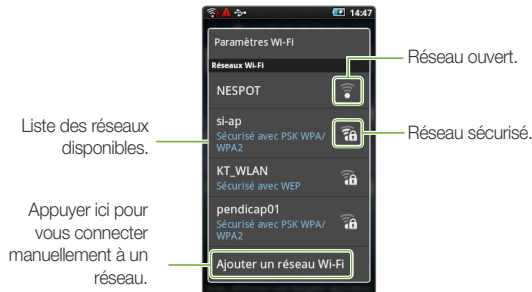 14:47
Paramètres Wi-Fi
Réseaux Wi-Fi
NESPOT
si-ap
Sécurisé avec PSK WPA/
WPA2
KT_WLAN
Sécurisé avec WEP
pendicap01
Sécurisé avec PSK WPA/
WPA2
Ajouter un réseau Wi-Fi
Réseau ouvert.
Réseau sécurisé.
Liste des réseaux
disponibles.
Appuyer ici pour
vous connecter
manuellement à un
réseau.